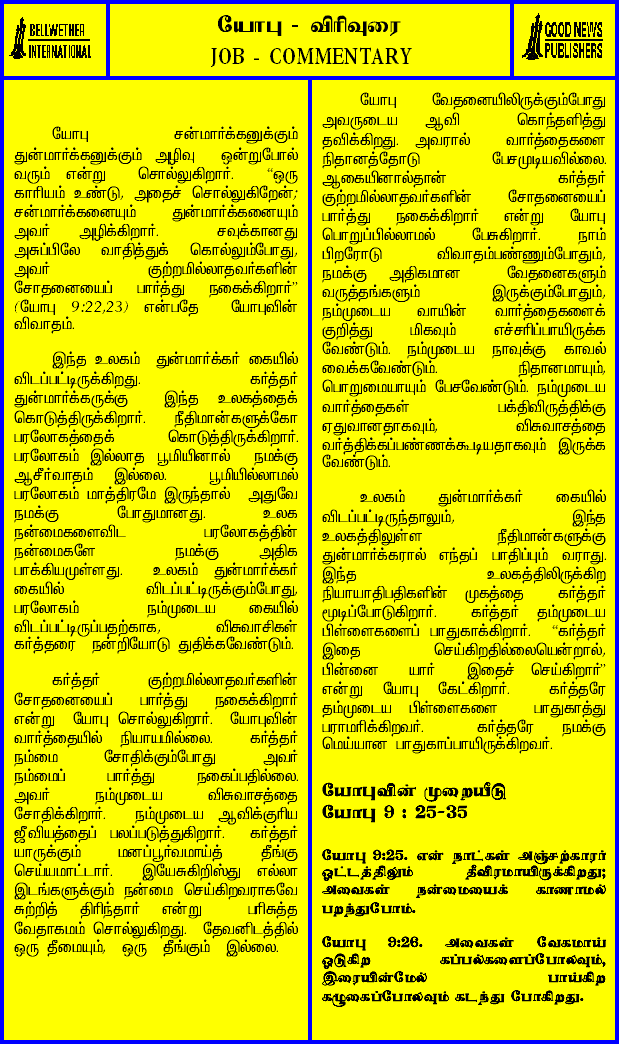 BELLWETHER
INTERNATIONAL
யோபு - விரிவுரை
JOB - COMMENTARY
GOOD NEWS
PUBLISHERS
யோபு சன்மார்க்கனுக்கும்
துன்மார்க்கனுக்கும் அழிவு ஒன்றுபோல்
வரும் என்று சொல்லுகிறார். “ஒரு
காரியம் உண்டு, அதைச் சொல்லுகிறேன்;
சன்மார்க்கனையும் துன்மார்க்கனையும்
அவர் அழிக்கிறார். சவுக்கானது
அசுப்பிலே வாதித்துக் கொல்லும்போது,
அவர் குற்றமில்லாதவர்களின்
சோதனையைப் பார்த்து நகைக்கிறார்”
(யோபு 9:22,23) என்பதே யோபுவின்
விவாதம்.
இந்த உலகம் துன்மார்க்கர் கையில்
விடப்பட்டிருக்கிறது. கர்த்தர்
துன்மார்க்கருக்கு இந்த உலகத்தைக்
கொடுத்திருக்கிறார். நீதிமான்களுக்கோ
பரலோகத்தைக் கொடுத்திருக்கிறார்.
பரலோகம் இல்லாத பூமியினால் நமக்கு
ஆசீர்வாதம் இல்லை. பூமியில்லாமல்
பரலோகம் மாத்திரமே இருந்தால் அதுவே
நமக்கு போதுமானது. உலக
நன்மைகளைவிட பரலோகத்தின்
நன்மைகளே நமக்கு அதிக
பாக்கியமுள்ளது. உலகம் துன்மார்க்கர்
கையில் விடப்பட்டிருக்கும்போது,
பரலோகம் நம்முடைய கையில்
விடப்பட்டிருப்பதற்காக, விசுவாசிகள்
கர்த்தரை நன்றியோடு துதிக்கவேண்டும்.
கர்த்தர் குற்றமில்லாதவர்களின்
சோதனையைப் பார்த்து நகைக்கிறார்
என்று யோபு சொல்லுகிறார். யோபுவின்
வார்த்தையில் நியாயமில்லை. கர்த்தர்
நம்மை சோதிக்கும்போது அவர்
நம்மைப் பார்த்து நகைப்பதில்லை.
அவர் நம்முடைய விசுவாசத்தை
சோதிக்கிறார். நம்முடைய ஆவிக்குரிய
ஜீவியத்தைப் பலப்படுத்துகிறார். கர்த்தர்
யாருக்கும் மனப்பூர்வமாய்த் தீங்கு
செய்யமாட்டார். இயேசுகிறிஸ்து எல்லா
இடங்களுக்கும் நன்மை செய்கிறவராகவே
சுற்றித் திரிந்தார் என்று பரிசுத்த
வேதாகமம் சொல்லுகிறது. தேவனிடத்தில்
ஒரு தீமையும், ஒரு தீங்கும் இல்லை.
யோபு வேதனையிலிருக்கும்போது
அவருடைய ஆவி கொந்தளித்து
தவிக்கிறது. அவரால் வார்த்தைகளை
நிதானத்தோடு பேசமுடியவில்லை.
ஆகையினால்தான் கர்த்தர்
குற்றமில்லாதவர்களின் சோதனையைப்
பார்த்து நகைக்கிறார் என்று யோபு
பொறுப்பில்லாமல் பேசுகிறார். நாம்
பிறரோடு விவாதம்பண்ணும்போதும்,
நமக்கு அதிகமான வேதனைகளும்
வருத்தங்களும் இருக்கும்போதும்,
நம்முடைய வாயின் வார்த்தைகளைக்
குறித்து மிகவும் எச்சரிப்பாயிருக்க
வேண்டும். நம்முடைய நாவுக்கு காவல்
வைக்கவேண்டும். நிதானமாயும்,
பொறுமையாயும் பேசவேண்டும். நம்முடைய
வார்த்தைகள் பக்திவிருத்திக்கு
ஏதுவானதாகவும், விசுவாசத்தை
வர்த்திக்கப்பண்ணக்கூடியதாகவும் இருக்க
வேண்டும்.
உலகம் துன்மார்க்கர் கையில்
விடப்பட்டிருந்தாலும், இந்த
உலகத்திலுள்ள நீதிமான்களுக்கு
துன்மார்க்கரால் எந்தப் பாதிப்பும் வராது.
இந்த உலகத்திலிருக்கிற
நியாயாதிபதிகளின் முகத்தை கர்த்தர்
மூடிப்போடுகிறார். கர்த்தர் தம்முடைய
பிள்ளைகளைப் பாதுகாக்கிறார். “கர்த்தர்
இதை செய்கிறதில்லையென்றால்,
பின்னை யார் இதைச் செய்கிறார்”
என்று யோபு கேட்கிறார். கர்த்தரே
தம்முடைய பிள்ளைகளை பாதுகாத்து
பராமரிக்கிறவர். கர்த்தரே நமக்கு
மெய்யான பாதுகாப்பாயிருக்கிறவர்.
யோபுவின் முறையீடு
யோபு 9 : 25-35
யோபு 9:25. என் நாட்கள் அஞ்சற்காரர்
ஓட்டத்திலும் தீவிரமாயிருக்கிறது;
அவைகள் நன்மையைக் காணாமல்
பறந்துபோம்.
யோபு 9:26. அவைகள் வேகமாய்
ஓடுகிற கப்பல்களைப்போலவும்,
இரையின்மேல் பாய்கிற
கழுகைப்போலவும் கடந்து போகிறது.